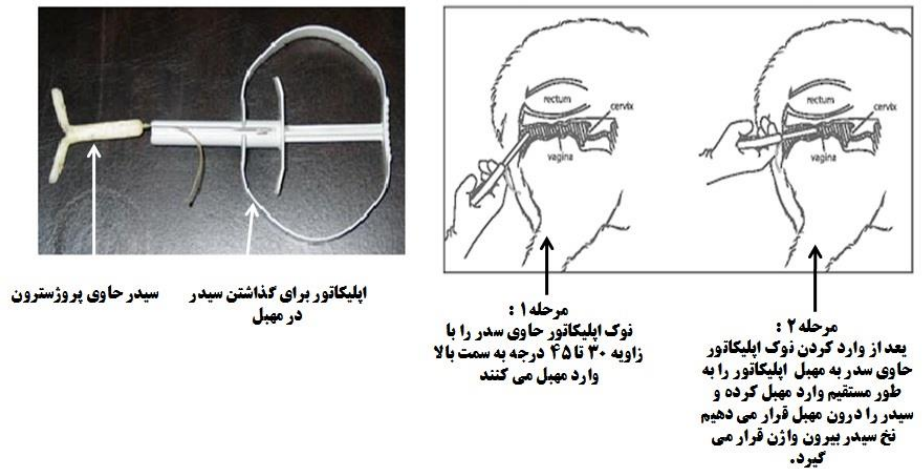 rectum
cervix
vagina
rectum
cervix
vagina
سیدر حاوی پروژسترون
اپلیکاتور برای گذاشتن سیدر
در مهبل
مرحله ۱ :
نوک اپلیکاتور حاوی سدر را با
زاویه ۳۰ تا ۴۵ درجه به سمت بالا
وارد مهبل می کنند
مرحله ۲ :
بعد از وارد کردن نوک اپلیکاتور
حاوی سدر به مهبل اپلیکاتور را به
طور مستقیم وارد مهبل کرده و
سیدر را درون مهبل قرار می دهیم
نخ سیدر بیرون واژن قرار می
گیرد.